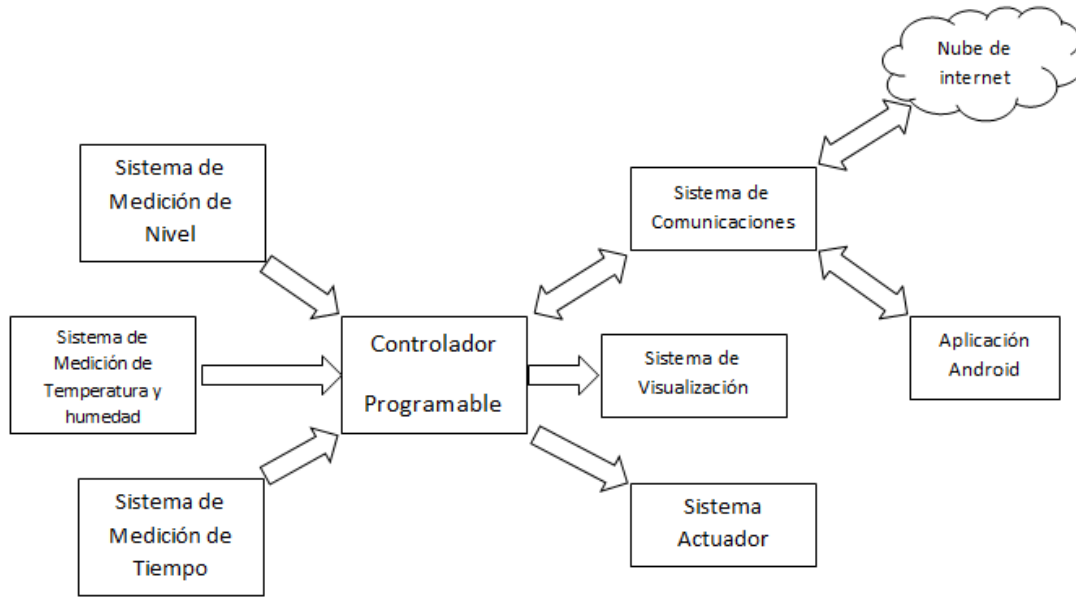 Nube de
internet
Sistema de
Medición de
Nivel
Sistema de
Comunicaciones
Sistema de
Medición de
Temperatura y
humedad
Controlador
Programable
Sistema de
Visualización
Aplicación
Android
Sistema de
Medición de
Tiempo
Sistema
Actuador